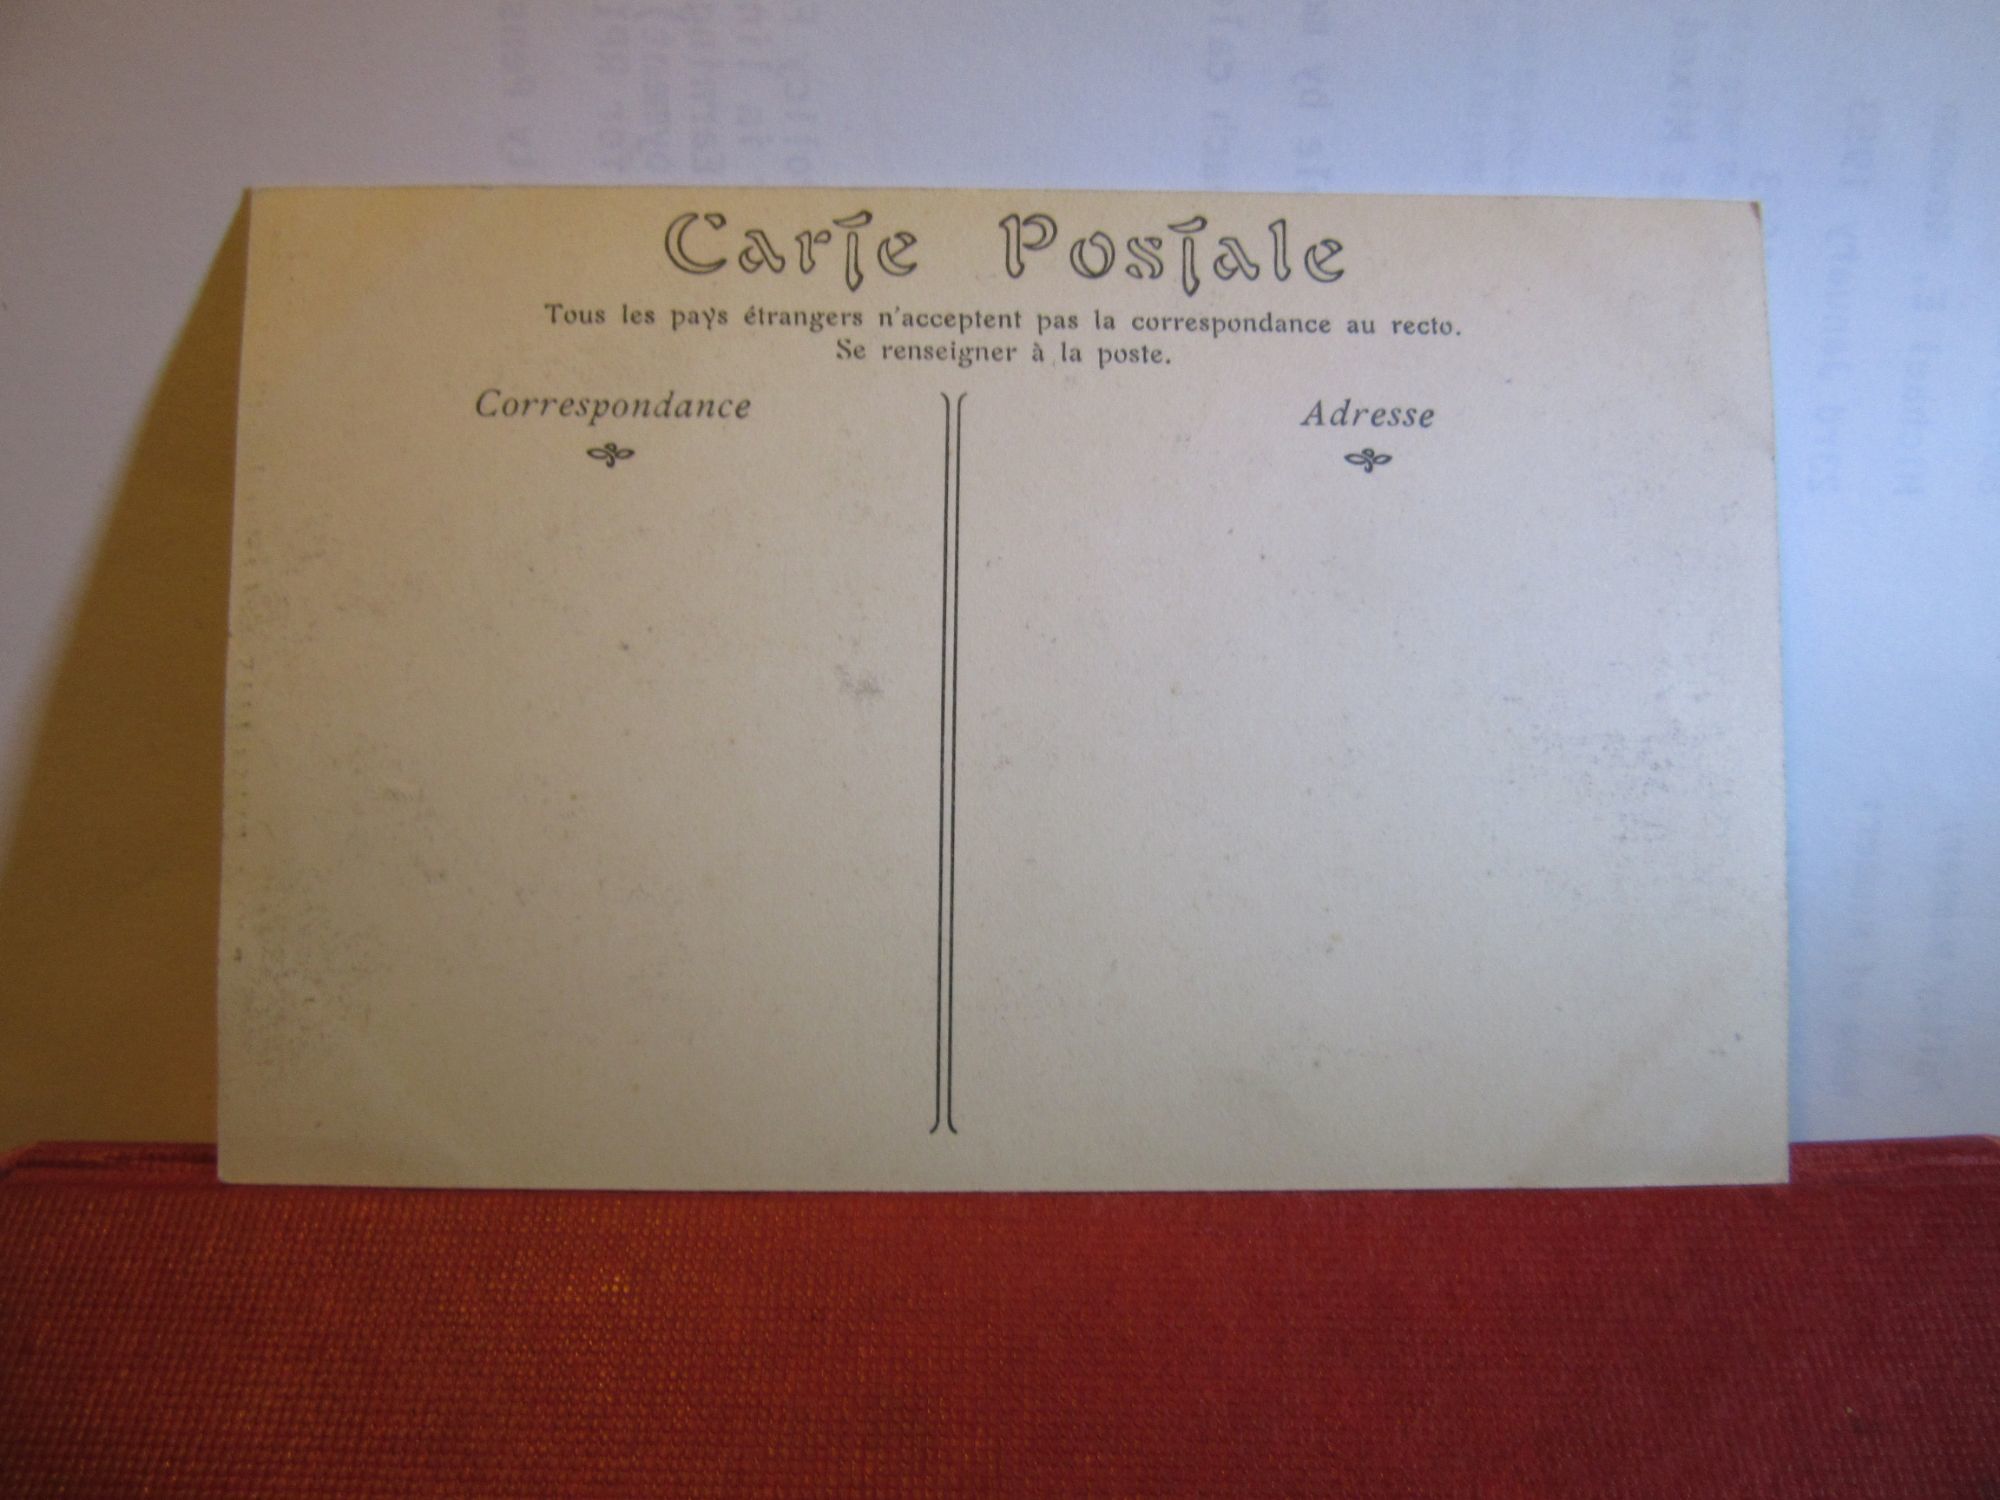 Carte Postale
Tous les pays étrangers n'acceptent pas la correspondance au recto.
Se renseigner à la poste.
Correspondance
Adresse